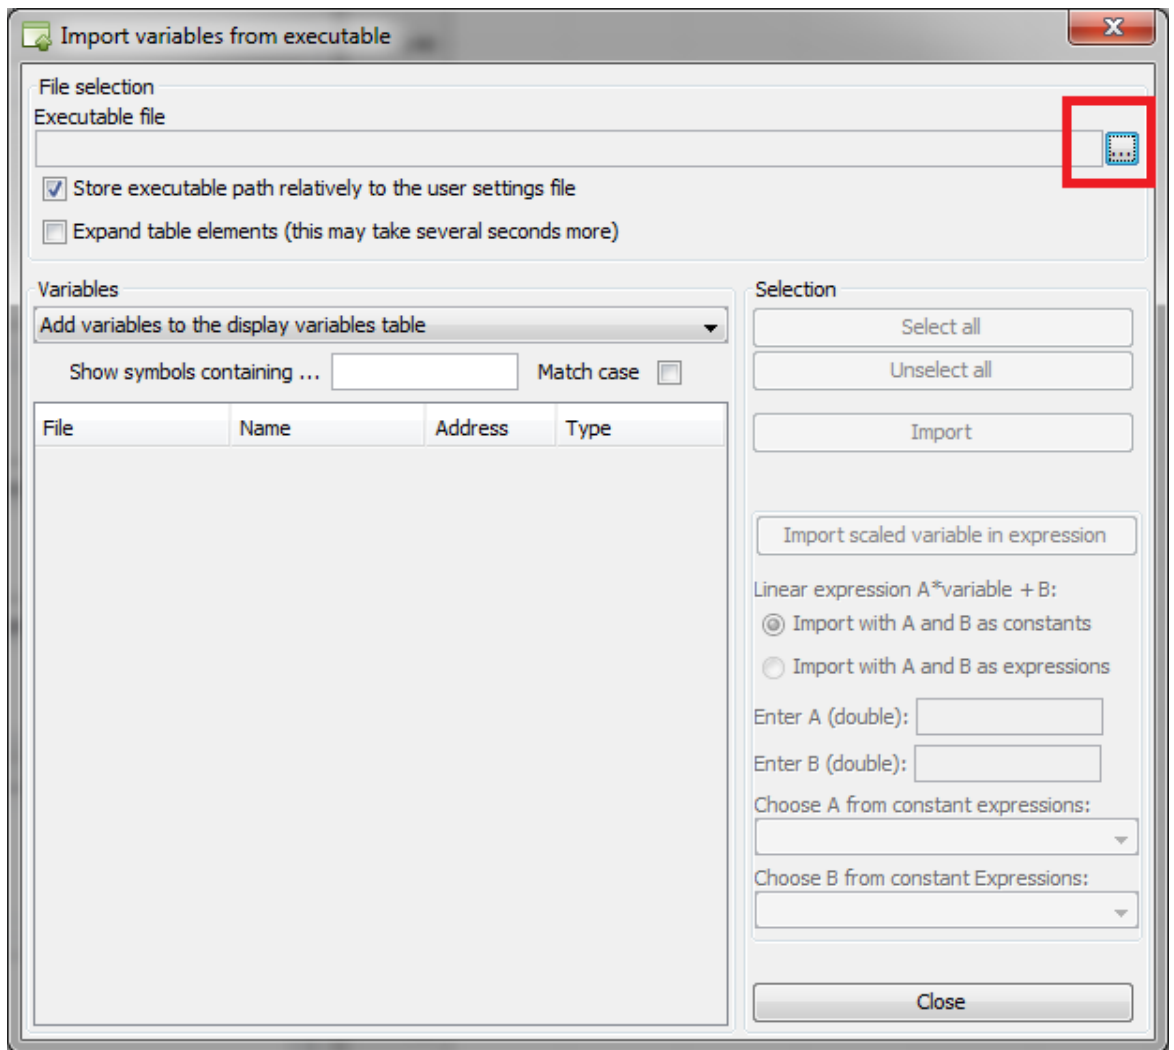 Import variables from executable
File selection
Executable file
...
Store executable path relatively to the user settings file
Expand table elements (this may take several seconds more)
Variables
Add variables to the display variables table
Show symbols containing ... Match case
File Name Address Type
Selection
Select all
Unselect all
Import
Import scaled variable in expression
Linear expression A*variable + B:
Import with A and B as constants
Import with A and B as expressions
Enter A (double):
Enter B (double):
Choose A from constant expressions:
Choose B from constant Expressions:
Close